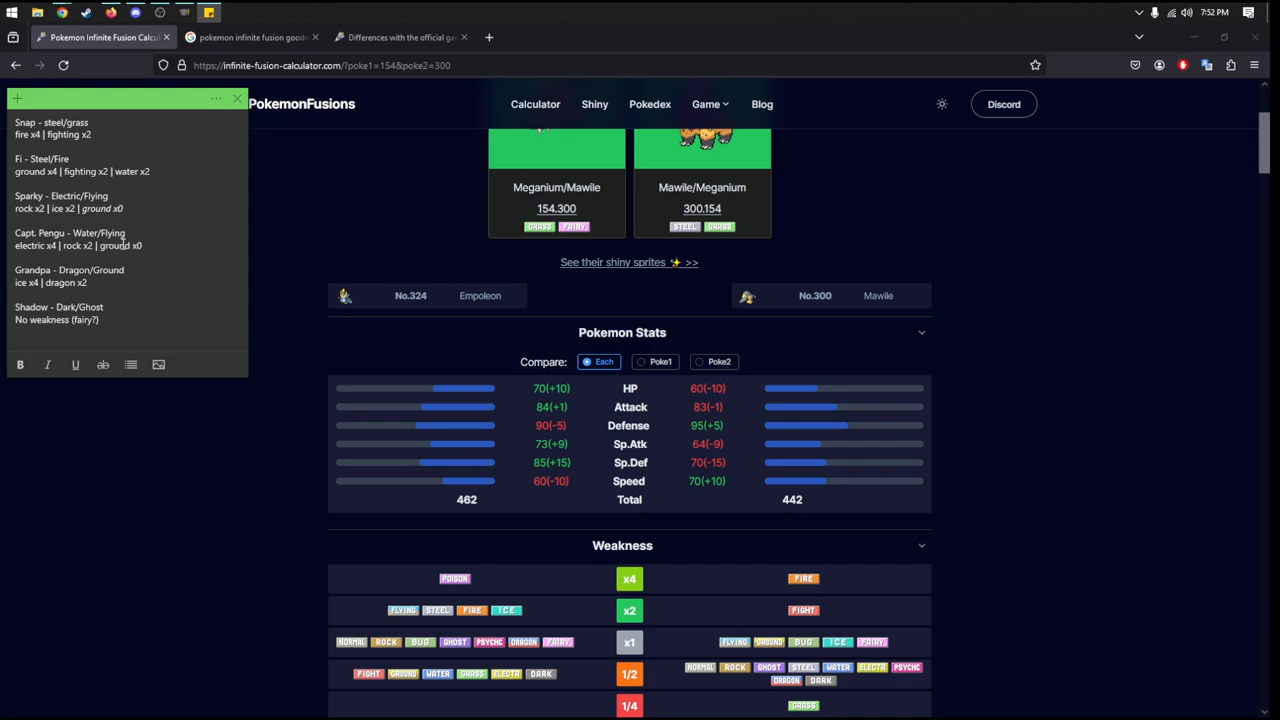 7:52 PM
Pokemon Infinite Fusion Calcu
pokemon infinite fusion goodr
Differences with the official ga
https://infinite-fusion-calculator.com/?poke1=154&poke2=300
PokemonFusions
Calculator
Shiny
Pokedex
Game
Blog
Discord
Snap - steel/grass
fire x4 | fighting x2
Fi - Steel/Fire
ground x4 | fighting x2 | water x2
Sparky - Electric/Flying
rock x2 | ice x2 | ground x0
Capt. Pengu - Water/Flying
electric x4 | rock x2 | ground x0
Grandpa - Dragon/Ground
ice x4 | dragon x2
Shadow - Dark/Ghost
No weakness (fairy?)
B I U ab
Meganium/Mawile
154.300
GRASS FAIRY
Mawile/Meganium
300.154
STEEL GRASS
See their shiny sprites ✨ >>
No.324 Empoleon
No.300 Mawile
Pokemon Stats
Compare: Each Poke1 Poke2
70(+10) HP 60(-10)
84(+1) Attack 83(-1)
90(-5) Defense 95(+5)
73(+9) Sp.Atk 64(-9)
85(+15) Sp.Def 70(-15)
60(-10) Speed 70(+10)
462 Total 442
Weakness
POISON x4 FIRE
FLYING STEEL FIRE ICE x2 FIGHT
NORMAL ROCK BUG GHOST PSYCHC DRAGON FAIRY x1 FLYING GROUND BUG ICE FAIRY
FIGHT GROUND WATER GRASS ELECTR DARK 1/2 NORMAL ROCK GHOST STEEL WATER ELECTR PSYCHC
DRAGON DARK
1/4 GRASS